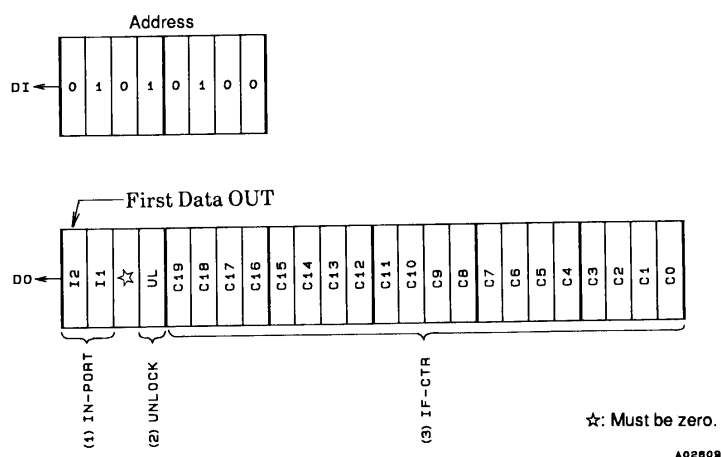 Address
DI 0 1 0 1 0 1 0 0
First Data OUT
DO I2 I1 ☆ UL C19 C18 C17 C16 C15 C14 C13 C12 C11 C10 C9 C8 C7 C6 C5 C4 C3 C2 C1 C0
(1) IN-PORT
(2) UNLOCK
(3) IF-CTR
☆: Must be zero.
A02609